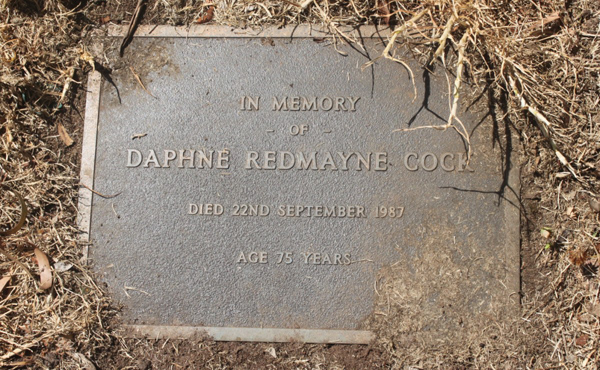 IN MEMORY
- OF -
DAPHNE REDMAYNE COCK
DIED 22ND SEPTEMBER 1987
AGE 75 YEARS